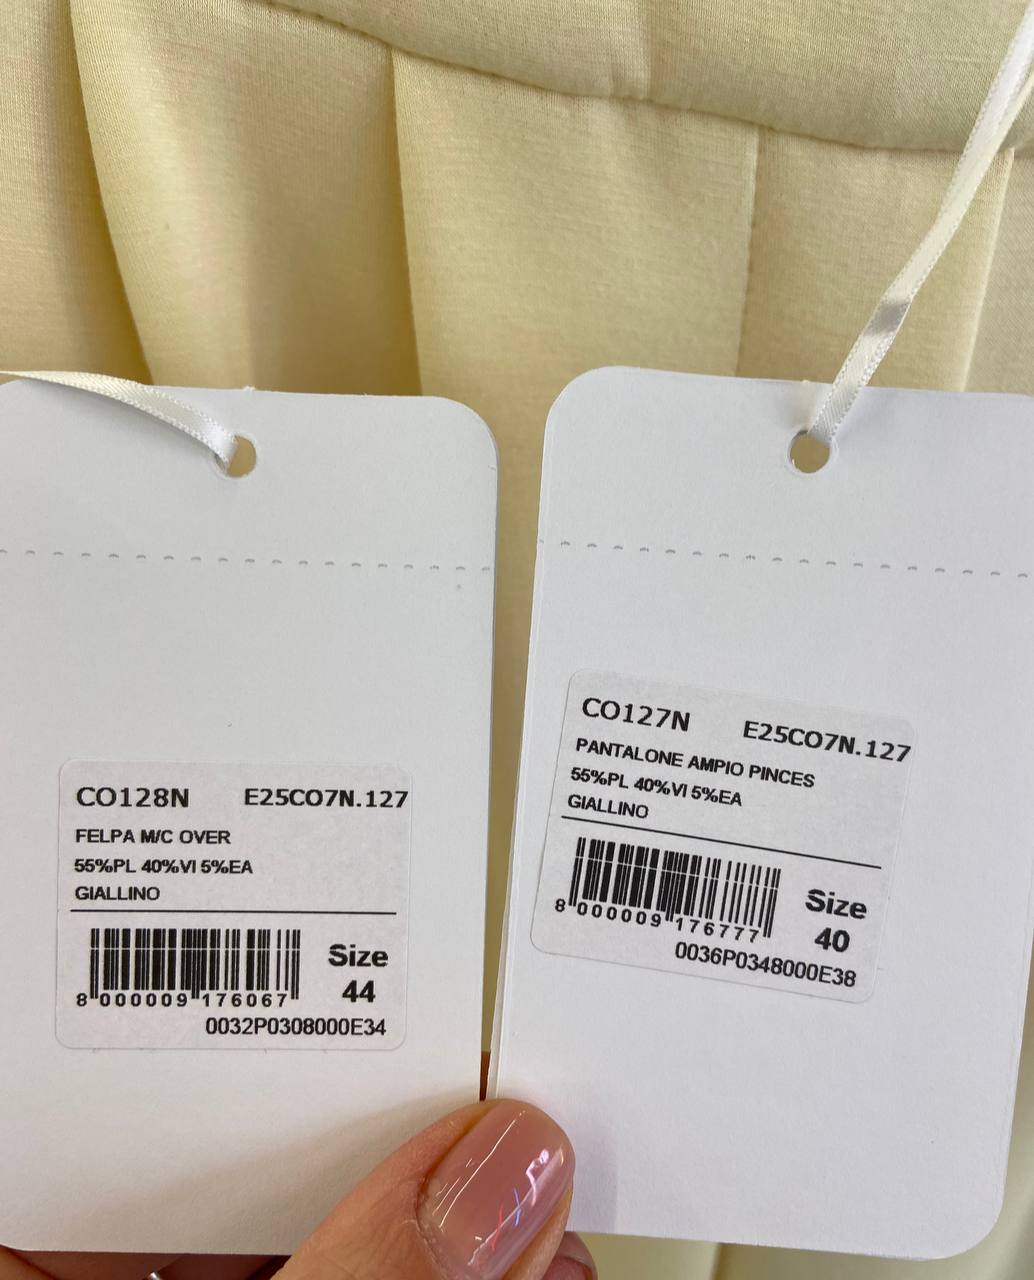 CO128N E25CO7N.127
FELPA M/C OVER
55%PL 40%VI 5%EA
GIALLINO
Size
44
8 000009 176067
0032P0308000E34
CO127N E25CO7N.127
PANTALONE AMPIO PINCES
55%PL 40%VI 5%EA
GIALLINO
Size
40
8 000009 176777
0036P0348000E38